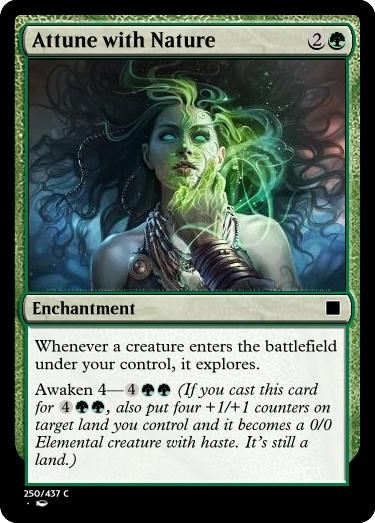 Attune with Nature 2
Enchantment
Whenever a creature enters the battlefield
under your control, it explores.
Awaken 4—4 (If you cast this card
for 4, also put four +1/+1 counters on
target land you control and it becomes a 0/0
Elemental creature with haste. It's still a
land.)
250/437 C